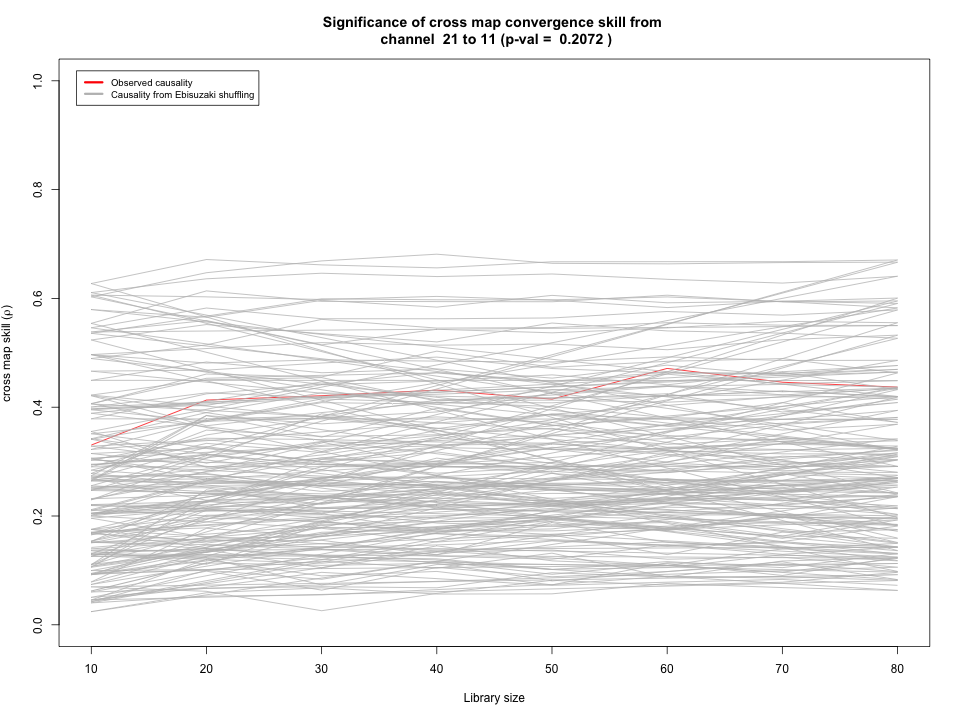 Significance of cross map convergence skill from
channel  21 to 11 (p-val =  0.2072 )
Observed causality
Causality from Ebisuzaki shuffling
1.0
0.8
0.6
0.4
0.2
0.0
cross map skill (ρ)
10 20 30 40 50 60 70 80
Library size